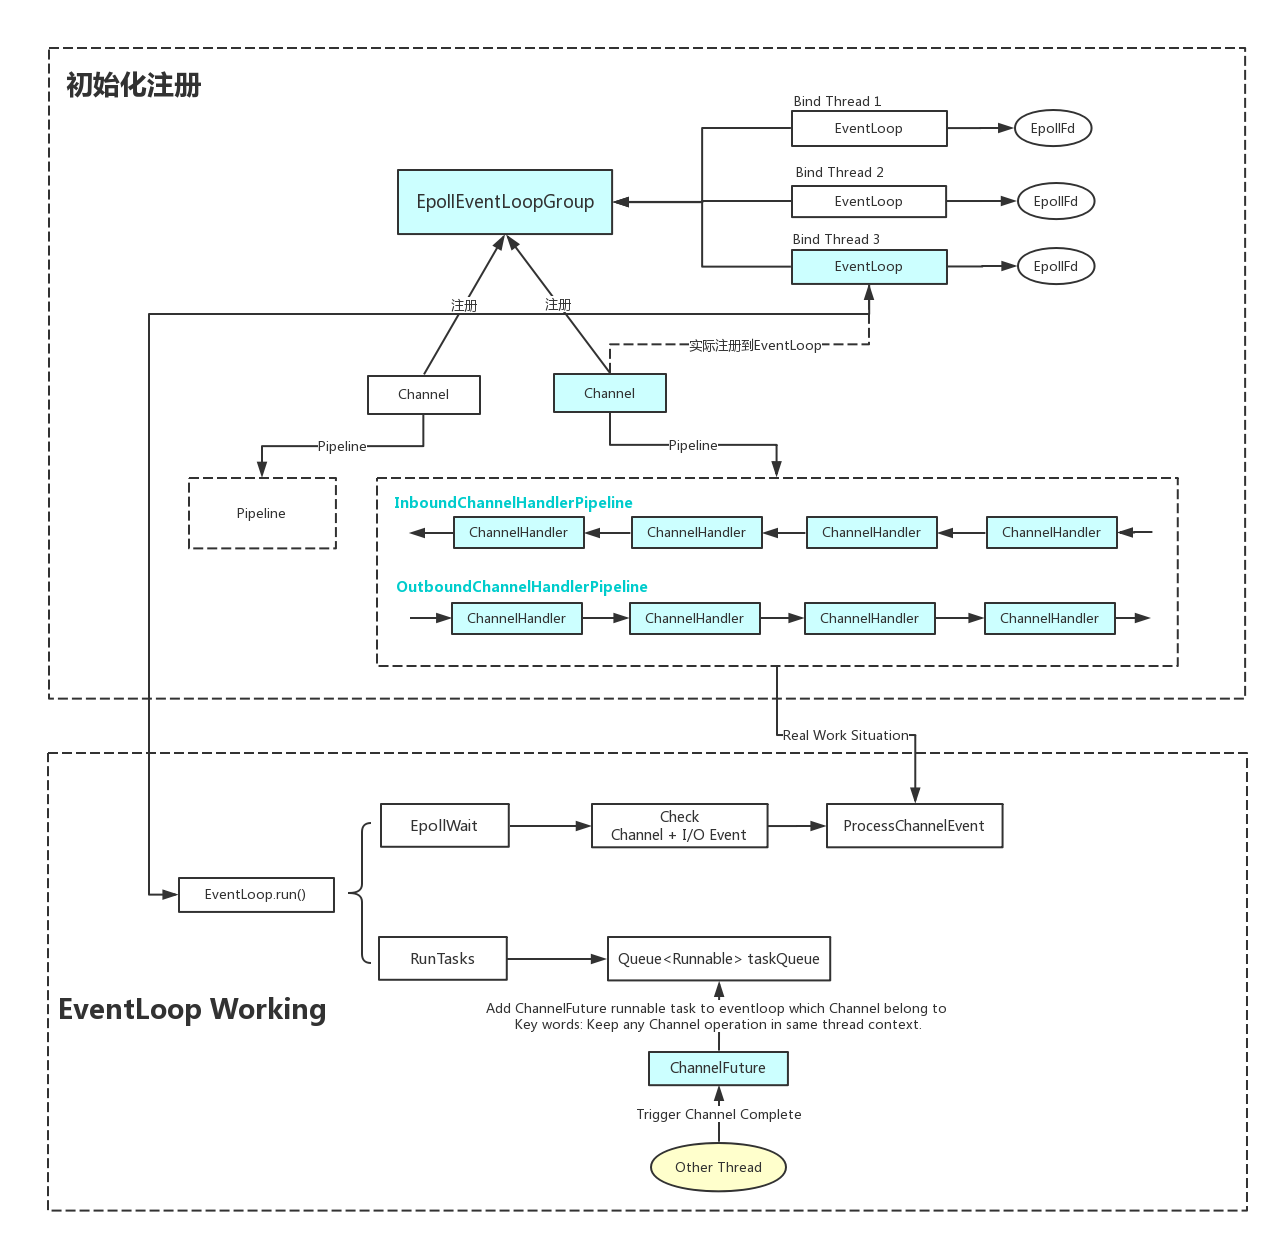 初始化注册
Bind Thread 1
EventLoop
EpollFd
Bind Thread 2
EpollEventLoopGroup
EventLoop
EpollFd
Bind Thread 3
EventLoop
EpollFd
注册
注册
实际注册到EventLoop
Channel
Channel
Pipeline
Pipeline
Pipeline
InboundChannelHandlerPipeline
ChannelHandler
ChannelHandler
ChannelHandler
ChannelHandler
OutboundChannelHandlerPipeline
ChannelHandler
ChannelHandler
ChannelHandler
ChannelHandler
Real Work Situation
EpollWait
Check
Channel + I/O Event
ProcessChannelEvent
EventLoop.run()
RunTasks
Queue<Runnable> taskQueue
EventLoop Working
Add ChannelFuture runnable task to eventloop which Channel belong to
Key words: Keep any Channel operation in same thread context.
ChannelFuture
Trigger Channel Complete
Other Thread